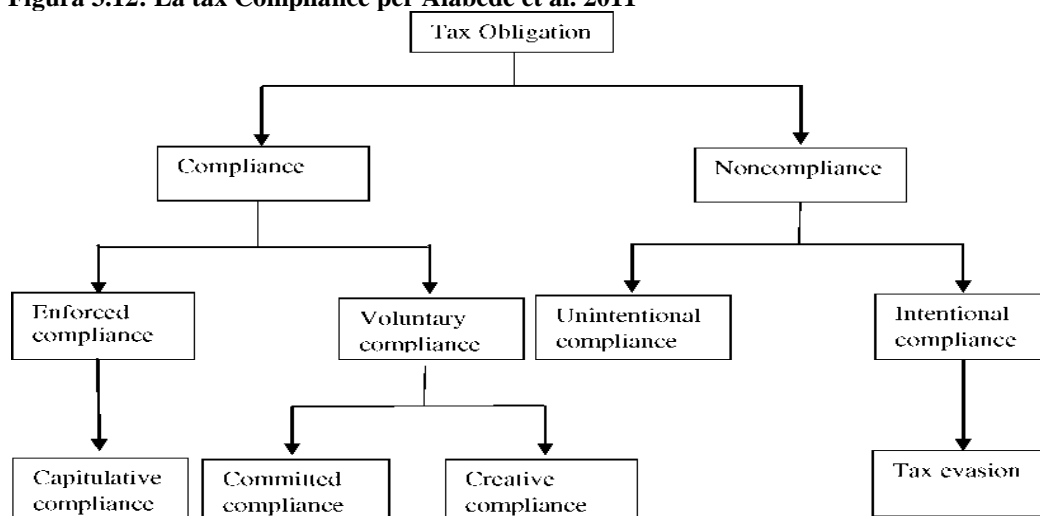 Figura 3.12: La tax Compliance per Alabede et al. 2011
Tax Obligation
Compliance
Noncompliance
Enforced
compliance
Voluntary
compliance
Unintentional
compliance
Intentional
compliance
Capitulative
compliance
Committed
compliance
Creative
compliance
Tax evasion